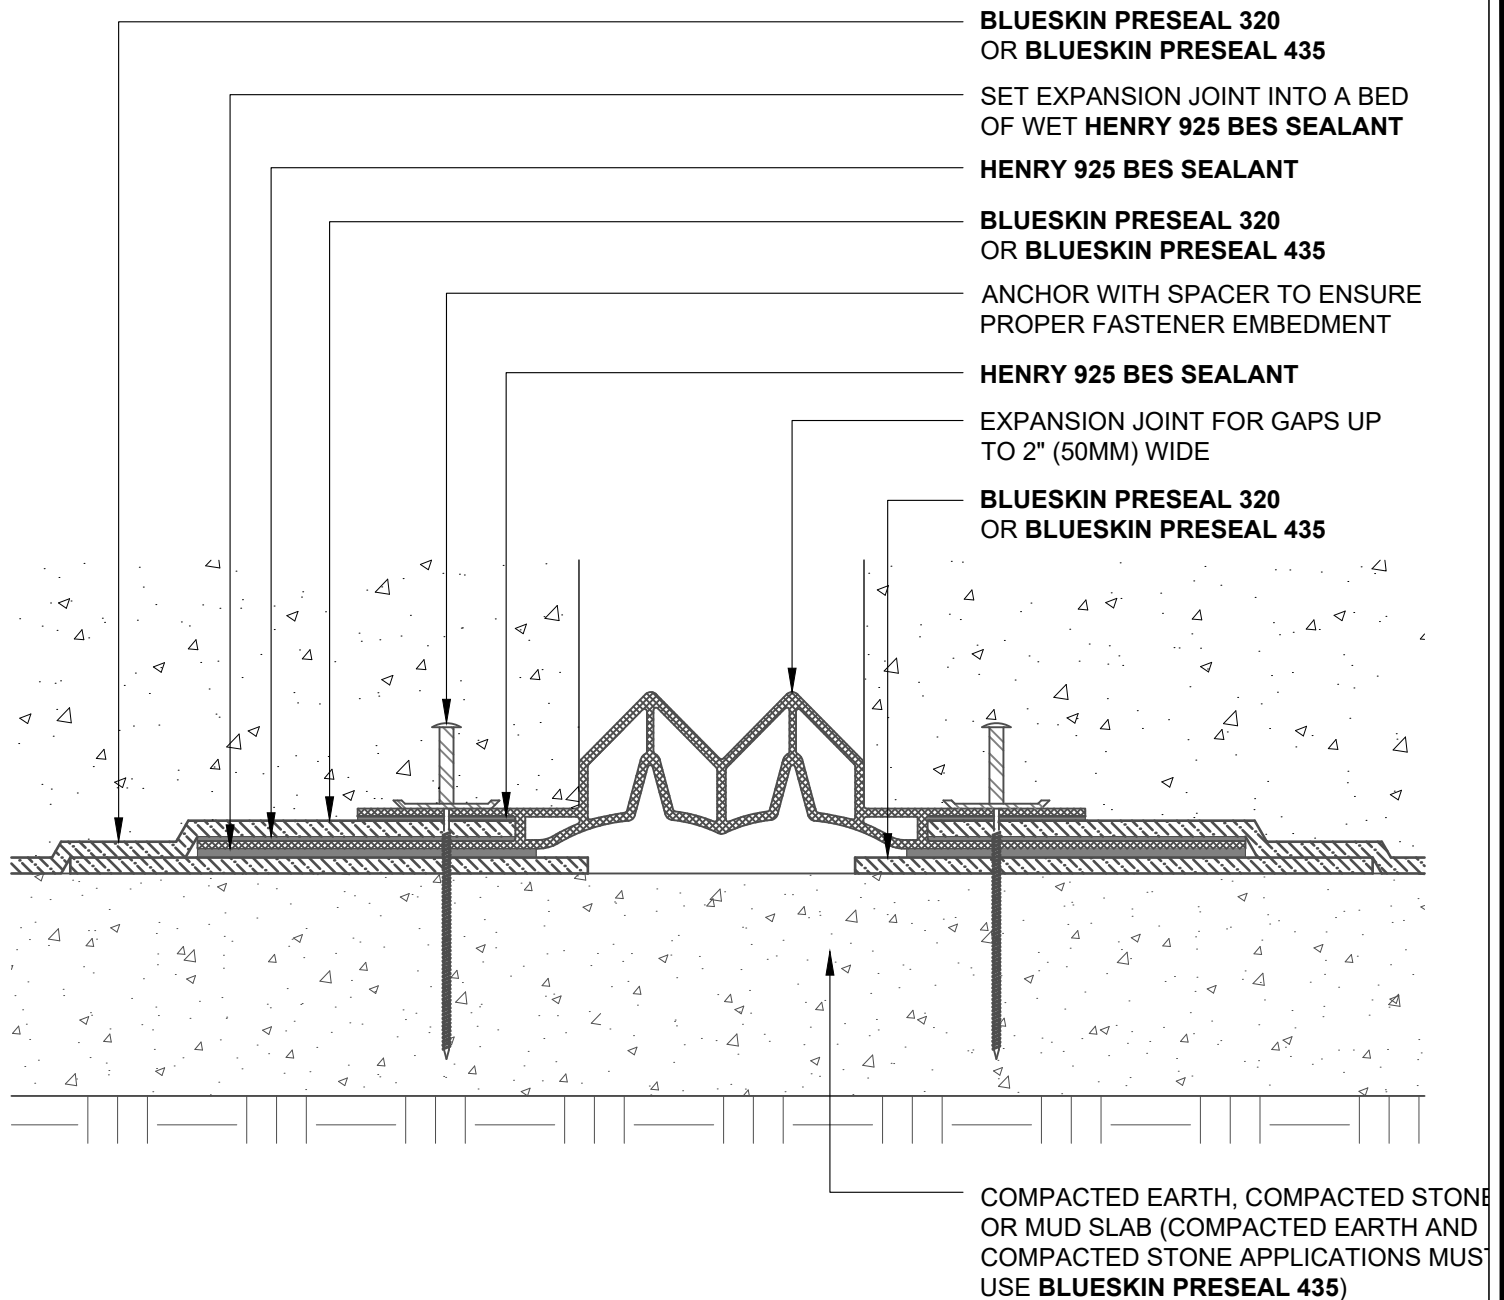 BLUESKIN PRESEAL 320
OR BLUESKIN PRESEAL 435
SET EXPANSION JOINT INTO A BED
OF WET HENRY 925 BES SEALANT
HENRY 925 BES SEALANT
BLUESKIN PRESEAL 320
OR BLUESKIN PRESEAL 435
ANCHOR WITH SPACER TO ENSURE
PROPER FASTENER EMBEDMENT
HENRY 925 BES SEALANT
EXPANSION JOINT FOR GAPS UP
TO 2" (50MM) WIDE
BLUESKIN PRESEAL 320
OR BLUESKIN PRESEAL 435
COMPACTED EARTH, COMPACTED STONE
OR MUD SLAB (COMPACTED EARTH AND
COMPACTED STONE APPLICATIONS MUST
USE BLUESKIN PRESEAL 435)